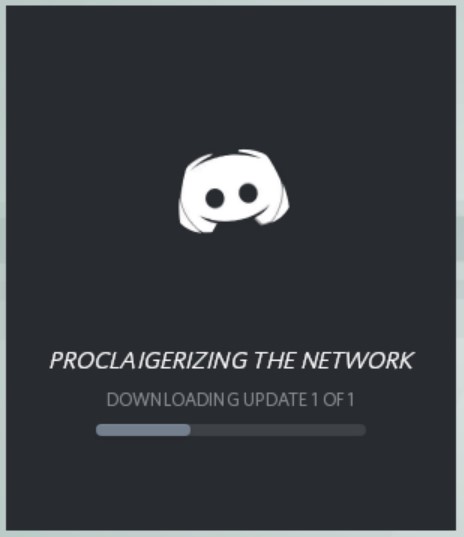 PROCLAIGERIZING THE NETWORK
DOWNLOADING UPDATE 1 OF 1